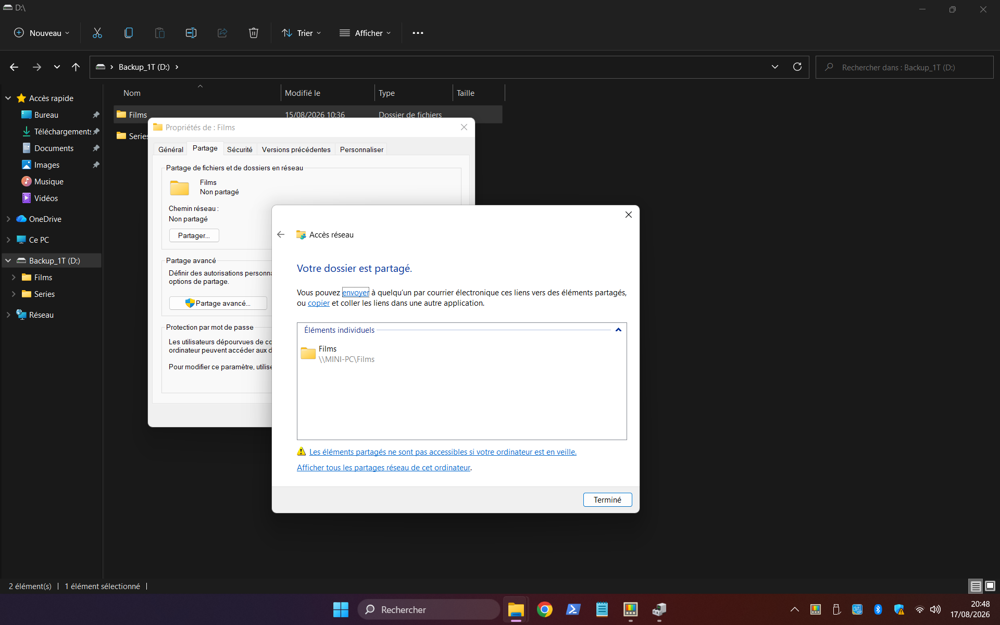 D:\
Nouveau
Trier
Afficher
Backup_1T (D:)
Rechercher dans : Backup_1T (D:)
Accès rapide
Bureau
Téléchargements
Documents
Images
Musique
Vidéos
OneDrive
Ce PC
Backup_1T (D:)
Films
Series
Réseau
Nom
Modifié le
Type
Taille
Films
15/08/2026 10:36
Dossier de fichiers
Series
Propriétés de : Films
Général
Partage
Sécurité
Versions précédentes
Personnaliser
Partage de fichiers et de dossiers en réseau
Films
Non partagé
Chemin réseau :
Non partagé
Partager...
Partage avancé
Définir des autorisations
options de partage.
Partage avancé...
Protection par mot de passe
Les utilisateurs dépourvues de
ordinateur peuvent accéder aux
Pour modifier ce paramètre,
Accès réseau
Votre dossier est partagé.
Vous pouvez envoyer à quelqu'un par courrier électronique ces liens vers des éléments partagés,
ou copier et coller les liens dans une autre application.
Éléments individuels
Films
\\MINI-PC\Films
Les éléments partagés ne sont pas accessibles si votre ordinateur est en veille.
Afficher tous les partages réseau de cet ordinateur.
Terminé
2 élément(s)
1 élément sélectionné
Rechercher
20:48
17/08/2026